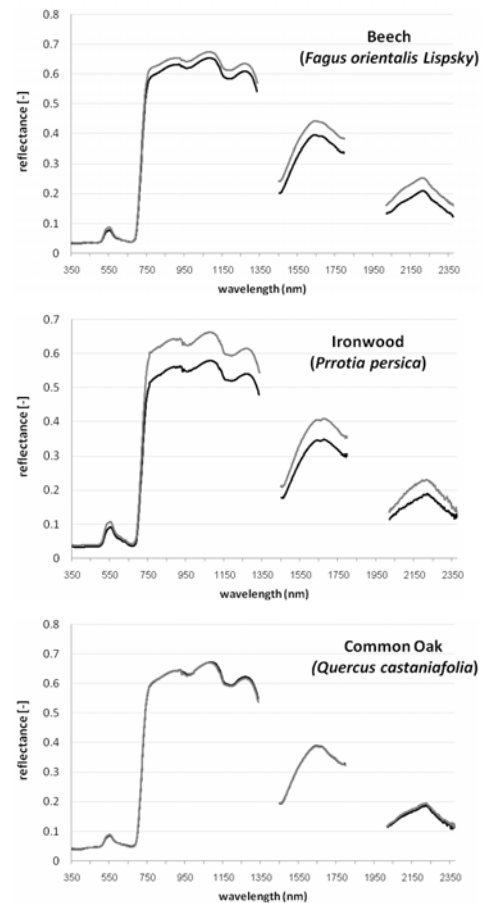 0.8
0.7
0.6
0.5
0.4
0.3
0.2
0.1
0
reflectance [-]
Beech
(Fagus orientalis Lispsky)
350 550 750 950 1150 1350 1550 1750 1950 2150 2350
wavelength (nm)
0.7
0.6
0.5
0.4
0.3
0.2
0.1
0
reflectance [-]
Ironwood
(Prrotia persica)
350 550 750 950 1150 1350 1550 1750 1950 2150 2350
wavelength (nm)
0.8
0.7
0.6
0.5
0.4
0.3
0.2
0.1
0
reflectance [-]
Common Oak
(Quercus castaniafolia)
350 550 750 950 1150 1350 1550 1750 1950 2150 2350
wavelength (nm)